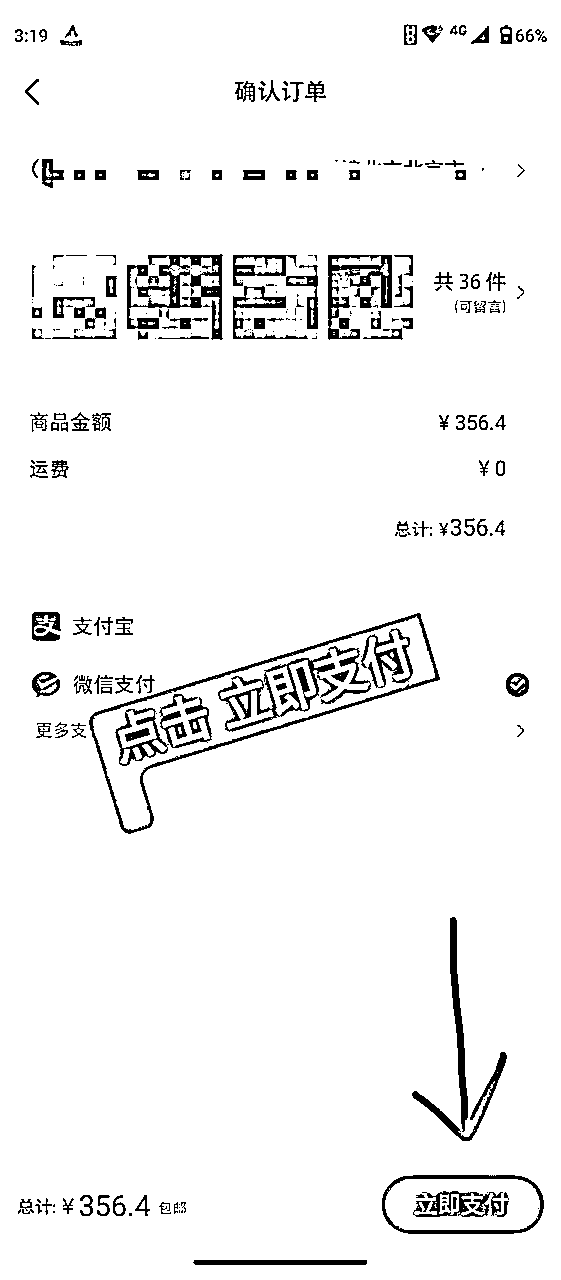 3:19
4G
66%
确认订单
共 36 件
(可留言)
商品金额
¥ 356.4
运费
¥ 0
总计: ¥356.4
支付宝
微信支付
更多支
点击 立即支付
总计: ¥ 356.4 包邮
立即支付